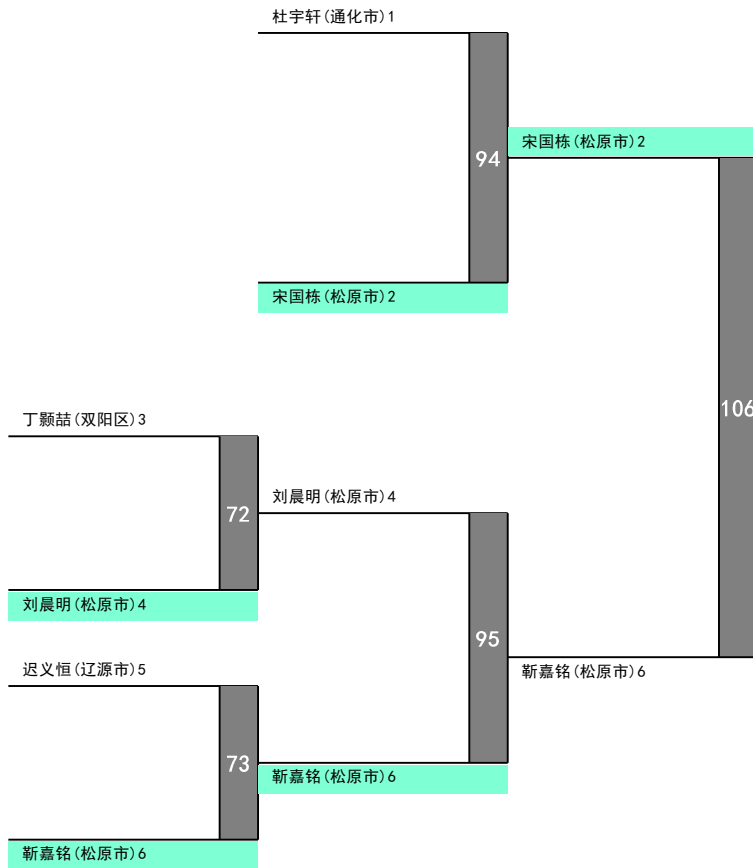 杜宇轩(通化市)1
94
宋国栋(松原市)2
宋国栋(松原市)2
106
丁颢喆(双阳区)3
72
刘晨明(松原市)4
刘晨明(松原市)4
95
迟义恒(辽源市)5
靳嘉铭(松原市)6
73
靳嘉铭(松原市)6
靳嘉铭(松原市)6